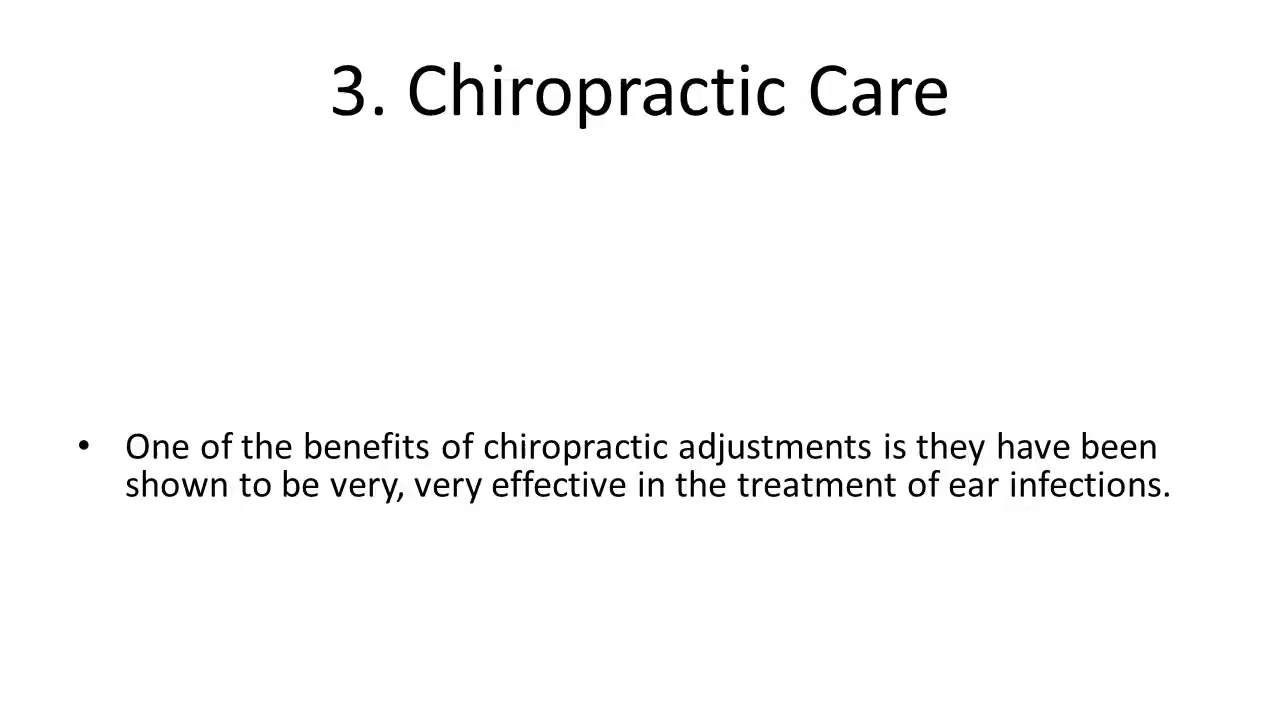 3. Chiropractic Care
• One of the benefits of chiropractic adjustments is they have been
shown to be very, very effective in the treatment of ear infections.